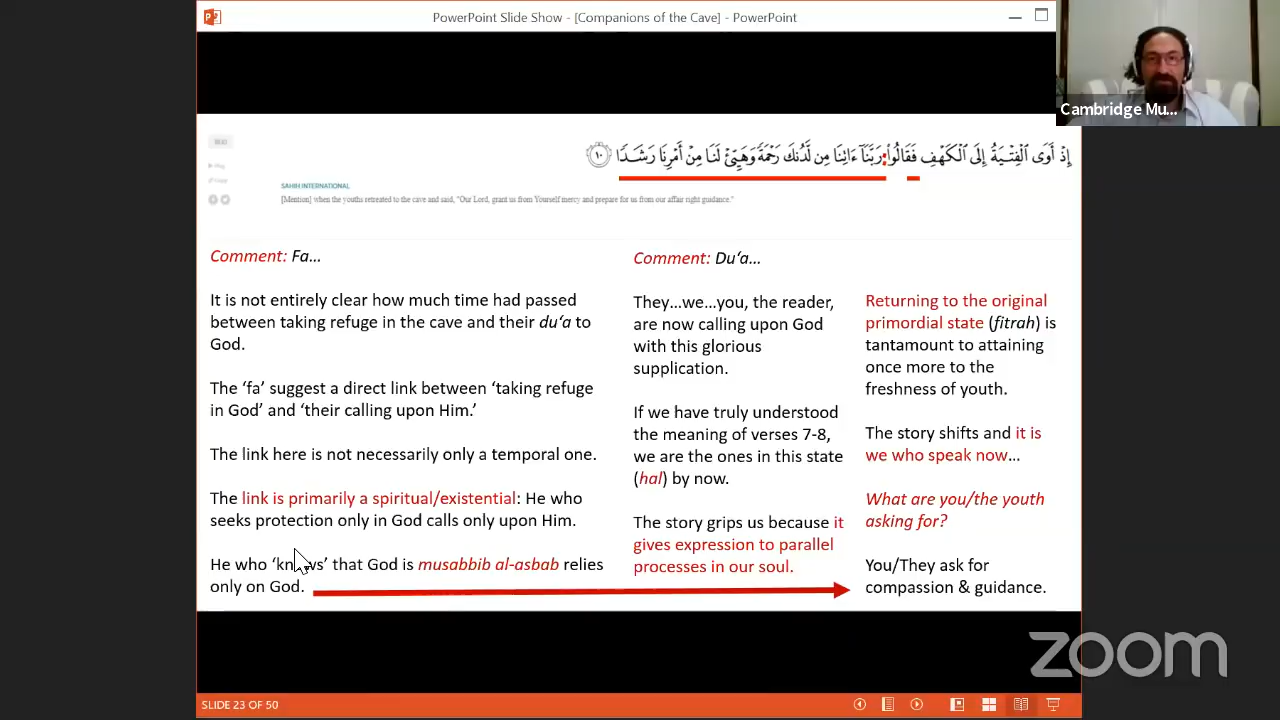 PowerPoint Slide Show - [Companions of the Cave] - PowerPoint
Cambridge Mu...
إِذْ أَوَى ٱلْفِتْيَةُ إِلَى ٱلْكَهْفِ فَقَالُوا۟: رَبَّنَآ ءَاتِنَا مِن لَّدُنكَ رَحْمَةً وَهَيِّئْ لَنَا مِنْ أَمْرِنَا رَشَدًا ١٠
SAHIH INTERNATIONAL
[Mention] when the youths retreated to the cave and said, "Our Lord, grant us from Yourself mercy and prepare for us from our affair right guidance."
Comment: Fa...
It is not entirely clear how much time had passed
between taking refuge in the cave and their du‘a to
God.
The ‘fa’ suggest a direct link between ‘taking refuge
in God’ and ‘their calling upon Him.’
The link here is not necessarily only a temporal one.
The link is primarily a spiritual/existential: He who
seeks protection only in God calls only upon Him.
He who ‘knows’ that God is musabbib al-asbab relies
only on God.
Comment: Du‘a...
They...we...you, the reader,
are now calling upon God
with this glorious
supplication.
If we have truly understood
the meaning of verses 7-8,
we are the ones in this state
(hal) by now.
The story grips us because it
gives expression to parallel
processes in our soul.
Returning to the original
primordial state (fitrah) is
tantamount to attaining
once more to the
freshness of youth.
The story shifts and it is
we who speak now...
What are you/the youth
asking for?
You/They ask for
compassion & guidance.
zoom
SLIDE 23 OF 50